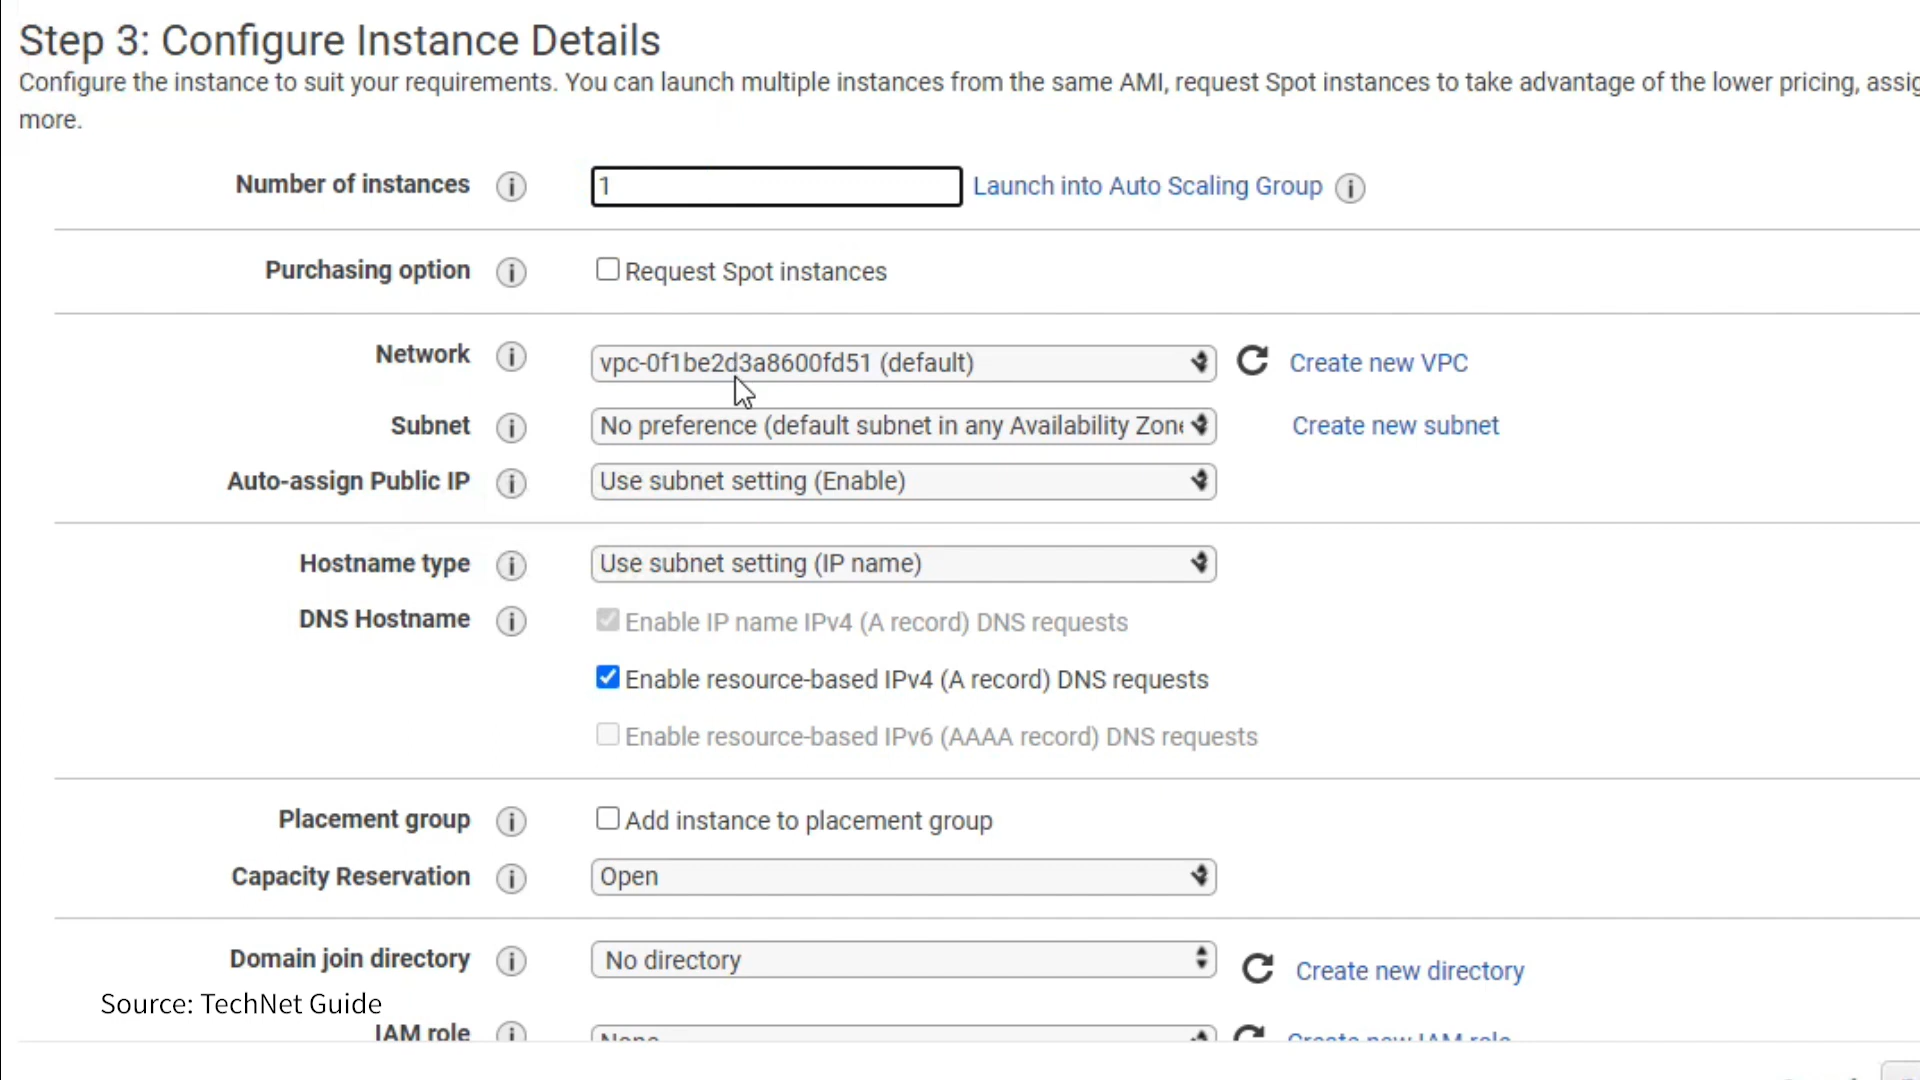 Step 3: Configure Instance Details
Configure the instance to suit your requirements. You can launch multiple instances from the same AMI, request Spot instances to take advantage of the lower pricing, assig
more.
Number of instances i 1 Launch into Auto Scaling Group i
Purchasing option i Request Spot instances
Network i vpc-0f1be2d3a8600fd51 (default) Create new VPC
Subnet i No preference (default subnet in any Availability Zone Create new subnet
Auto-assign Public IP i Use subnet setting (Enable)
Hostname type i Use subnet setting (IP name)
DNS Hostname i Enable IP name IPv4 (A record) DNS requests
Enable resource-based IPv4 (A record) DNS requests
Enable resource-based IPv6 (AAAA record) DNS requests
Placement group i Add instance to placement group
Capacity Reservation i Open
Domain join directory i No directory Create new directory
Source: TechNet Guide
IAM role i None Create new IAM role